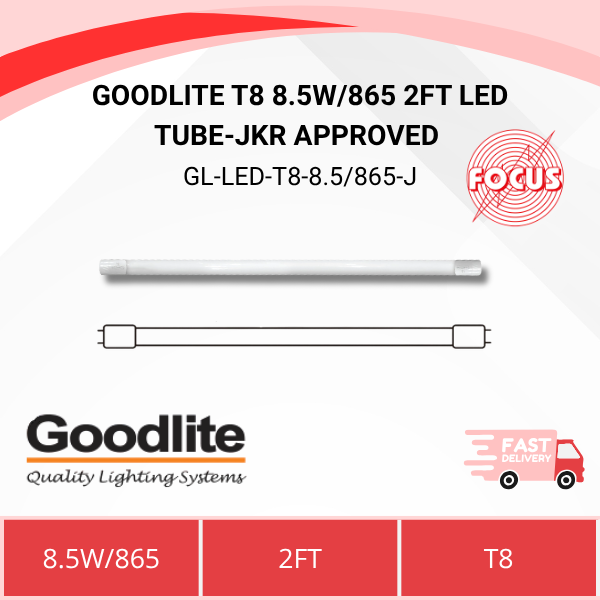 GOODLITE T8 8.5W/865 2FT LED
TUBE-JKR APPROVED
GL-LED-T8-8.5/865-J
FOCUS
Goodlite
Quality Lighting Systems
FAST
DELIVERY
8.5W/865
2FT
T8